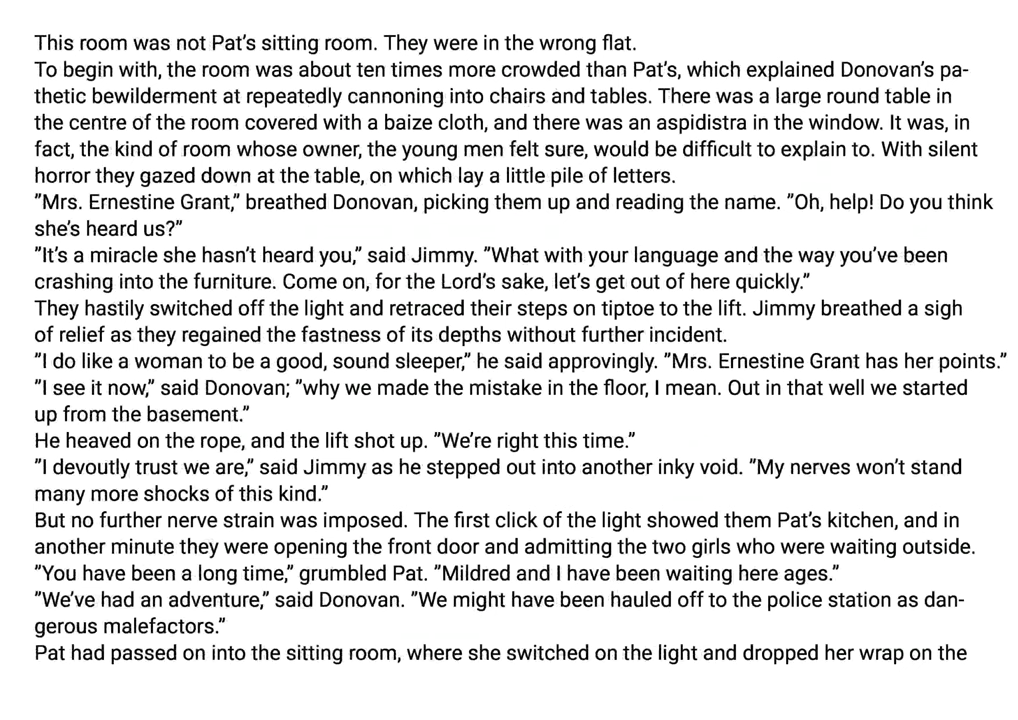 This room was not Pat’s sitting room. They were in the wrong flat.
To begin with, the room was about ten times more crowded than Pat’s, which explained Donovan’s pa-
thetic bewilderment at repeatedly cannoning into chairs and tables. There was a large round table in
the centre of the room covered with a baize cloth, and there was an aspidistra in the window. It was, in
fact, the kind of room whose owner, the young men felt sure, would be difficult to explain to. With silent
horror they gazed down at the table, on which lay a little pile of letters.
”Mrs. Ernestine Grant,” breathed Donovan, picking them up and reading the name. ”Oh, help! Do you think
she’s heard us?”
”It’s a miracle she hasn’t heard you,” said Jimmy. ”What with your language and the way you’ve been
crashing into the furniture. Come on, for the Lord’s sake, let’s get out of here quickly.”
They hastily switched off the light and retraced their steps on tiptoe to the lift. Jimmy breathed a sigh
of relief as they regained the fastness of its depths without further incident.
”I do like a woman to be a good, sound sleeper,” he said approvingly. ”Mrs. Ernestine Grant has her points.”
”I see it now,” said Donovan; ”why we made the mistake in the floor, I mean. Out in that well we started
up from the basement.”
He heaved on the rope, and the lift shot up. ”We’re right this time.”
”I devoutly trust we are,” said Jimmy as he stepped out into another inky void. ”My nerves won’t stand
many more shocks of this kind.”
But no further nerve strain was imposed. The first click of the light showed them Pat’s kitchen, and in
another minute they were opening the front door and admitting the two girls who were waiting outside.
”You have been a long time,” grumbled Pat. ”Mildred and I have been waiting here ages.”
”We’ve had an adventure,” said Donovan. ”We might have been hauled off to the police station as dan-
gerous malefactors.”
Pat had passed on into the sitting room, where she switched on the light and dropped her wrap on the